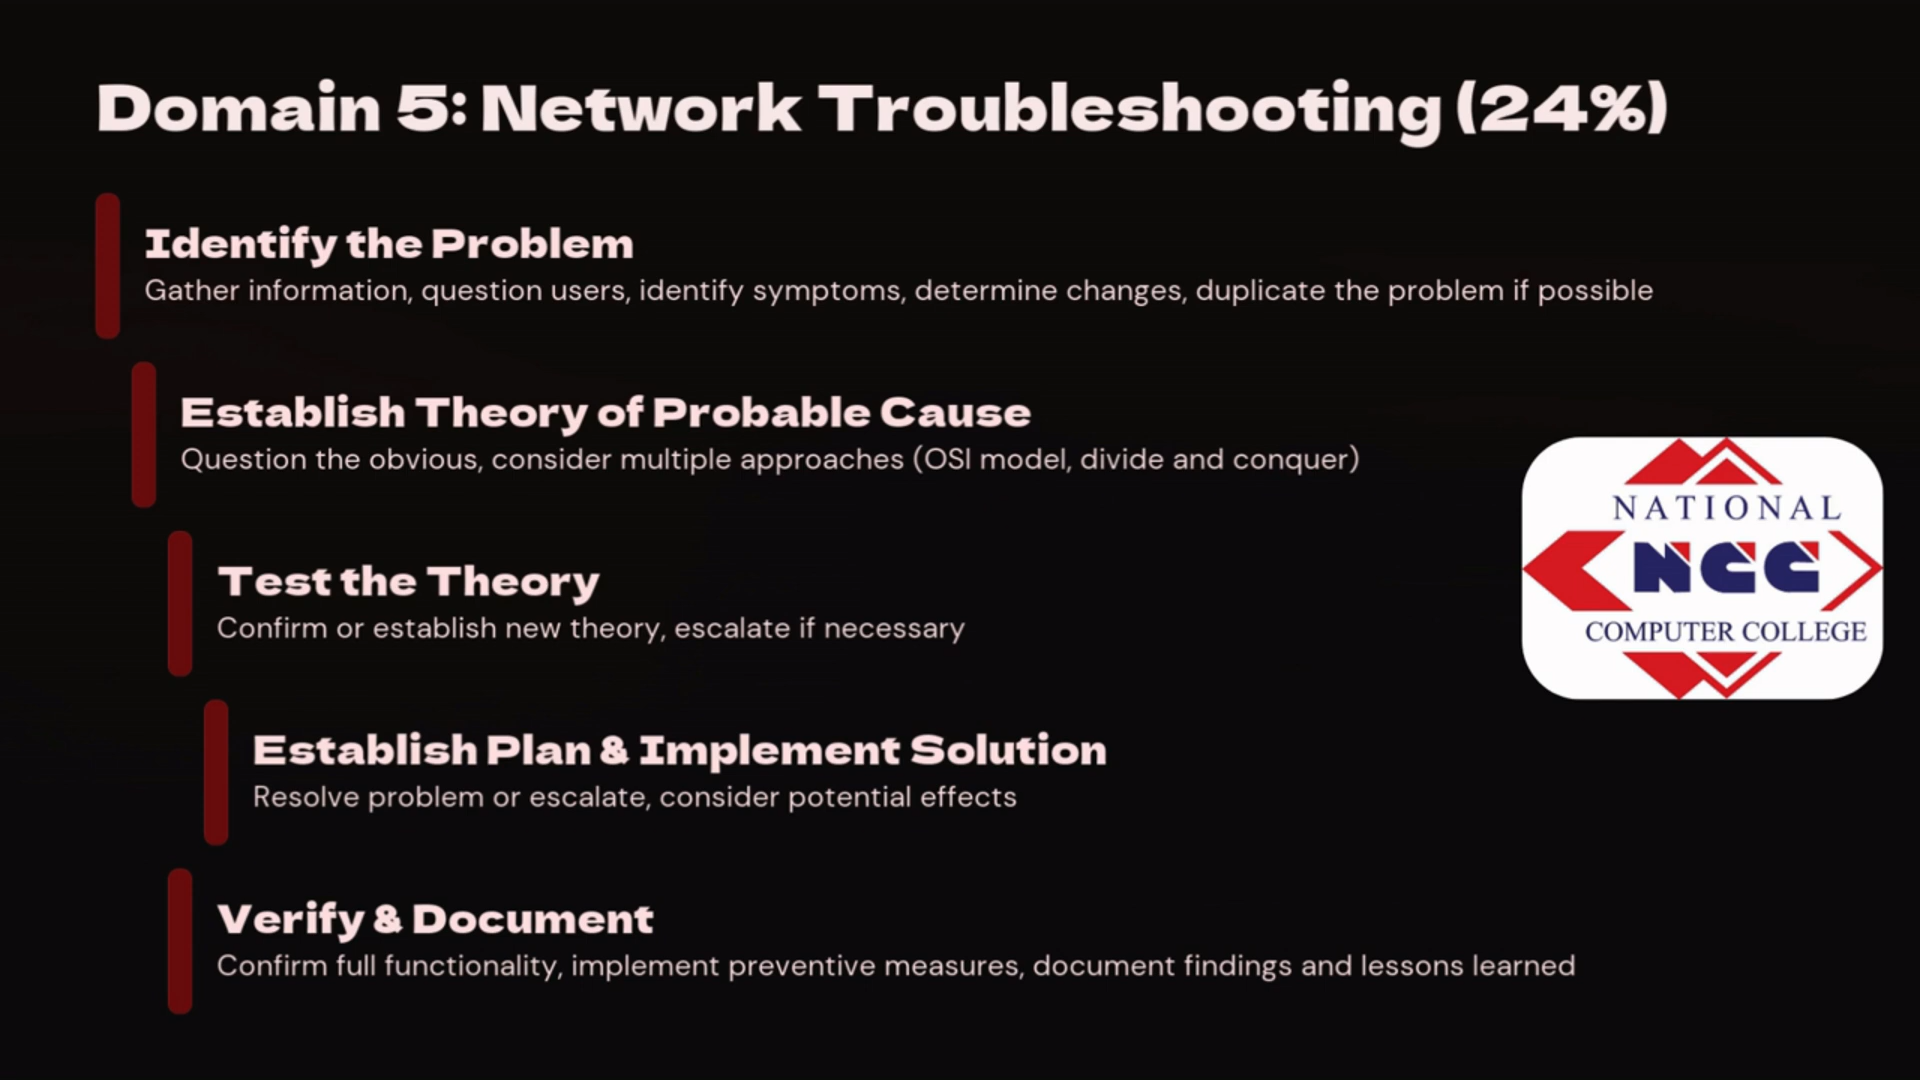 Domain 5: Network Troubleshooting (24%)
Identify the Problem
Gather information, question users, identify symptoms, determine changes, duplicate the problem if possible
Establish Theory of Probable Cause
Question the obvious, consider multiple approaches (OSI model, divide and conquer)
Test the Theory
Confirm or establish new theory, escalate if necessary
Establish Plan & Implement Solution
Resolve problem or escalate, consider potential effects
Verify & Document
Confirm full functionality, implement preventive measures, document findings and lessons learned
NATIONAL
NCC
COMPUTER COLLEGE